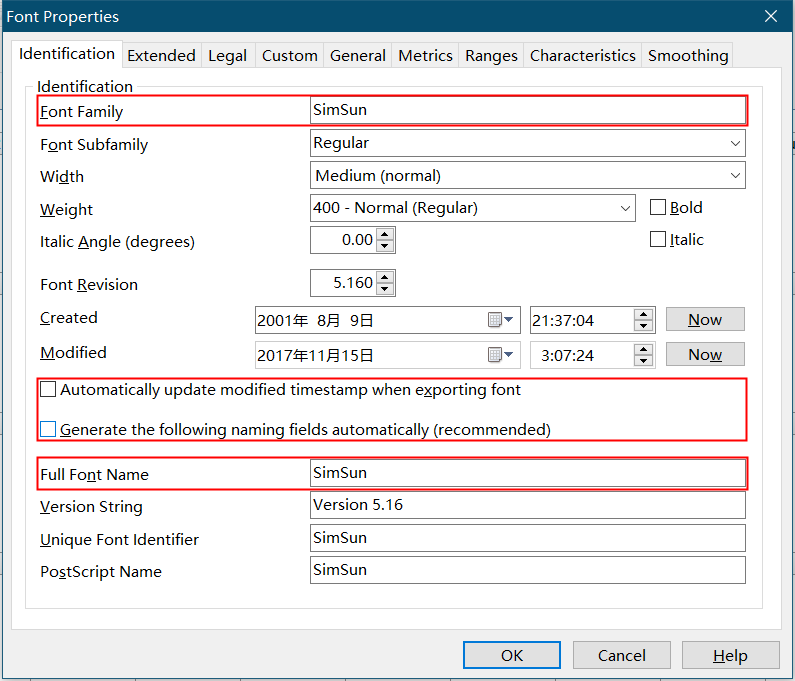 Font Properties
Identification Extended Legal Custom General Metrics Ranges Characteristics Smoothing
Identification
Font Family SimSun
Font Subfamily Regular
Width Medium (normal)
Weight 400 - Normal (Regular) Bold
Italic Angle (degrees) 0.00 Italic
Font Revision 5.160
Created 2001年 8月 9日 21:37:04 Now
Modified 2017年11月15日 3:07:24 Now
Automatically update modified timestamp when exporting font
Generate the following naming fields automatically (recommended)
Full Font Name SimSun
Version String Version 5.16
Unique Font Identifier SimSun
PostScript Name SimSun
OK Cancel Help